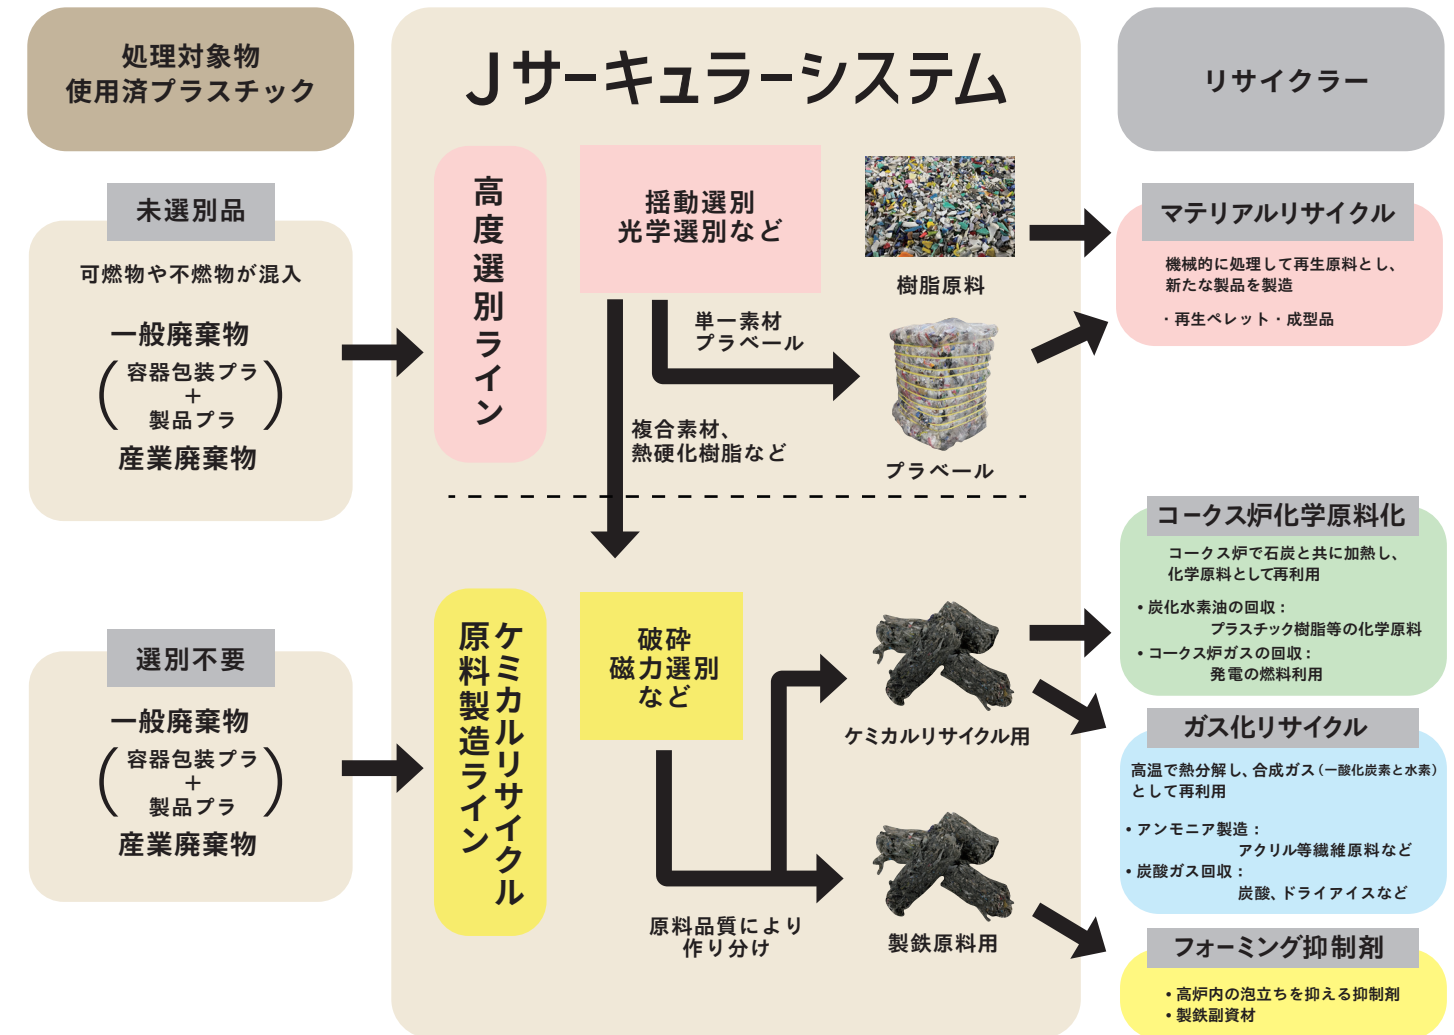 処理対象物
使用済プラスチック
未選別品
可燃物や不燃物が混入
一般廃棄物
(容器包装プラ
+
製品プラ)
産業廃棄物
選別不要
一般廃棄物
(容器包装プラ
+
製品プラ)
産業廃棄物
Jサーキュラーシステム
高度選別ライン
揺動選別
光学選別など
樹脂原料
単一素材
プラベール
プラベール
複合素材、
熱硬化樹脂など
ケミカルリサイクル
原料製造ライン
破砕
磁力選別
など
ケミカルリサイクル用
原料品質により
作り分け
製鉄原料用
リサイクラー
マテリアルリサイクル
機械的に処理して再生原料とし、
新たな製品を製造
・再生ペレット・成型品
コークス炉化学原料化
コークス炉で石炭と共に加熱し、
化学原料として再利用
・炭化水素油の回収：
プラスチック樹脂等の化学原料
・コークス炉ガスの回収：
発電の燃料利用
ガス化リサイクル
高温で熱分解し、合成ガス（一酸化炭素と水素）
として再利用
・アンモニア製造：
アクリル等繊維原料など
・炭酸ガス回収：
炭酸、ドライアイスなど
フォーミング抑制剤
・高炉内の泡立ちを抑える抑制剤
・製鉄副資材